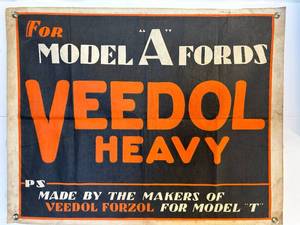 FOR
MODEL "A" FORDS
VEEDOL
HEAVY
PS
MADE BY THE MAKERS OF
VEEDOL FORZOL FOR MODEL "T"